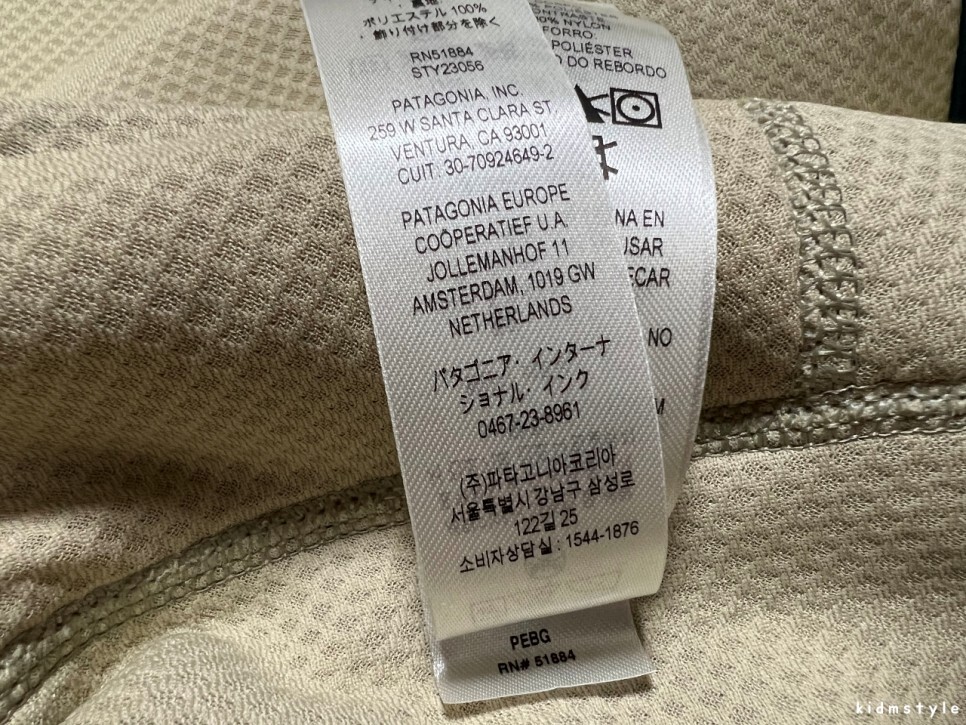 ポリエステル 100%
, 飾り付け部分を除く
RN51884
STY23056
PATAGONIA, INC.
259 W SANTA CLARA ST.
VENTURA, CA 93001
CUIT: 30-70924649-2
PATAGONIA EUROPE
COÖPERATIEF U.A.
JOLLEMANHOF 11
AMSTERDAM, 1019 GW
NETHERLANDS
パタゴニア・インターナ
ショナル・インク
0467-23-8961
(주)파타고니아코리아
서울특별시 강남구 삼성로
122길 25
소비자상담실 : 1544-1876
PEBG
RN# 51884
% NYLON
FORRO:
POLIÉSTER
DO REBORDO
NA EN
USAR
NO
kidmstyle